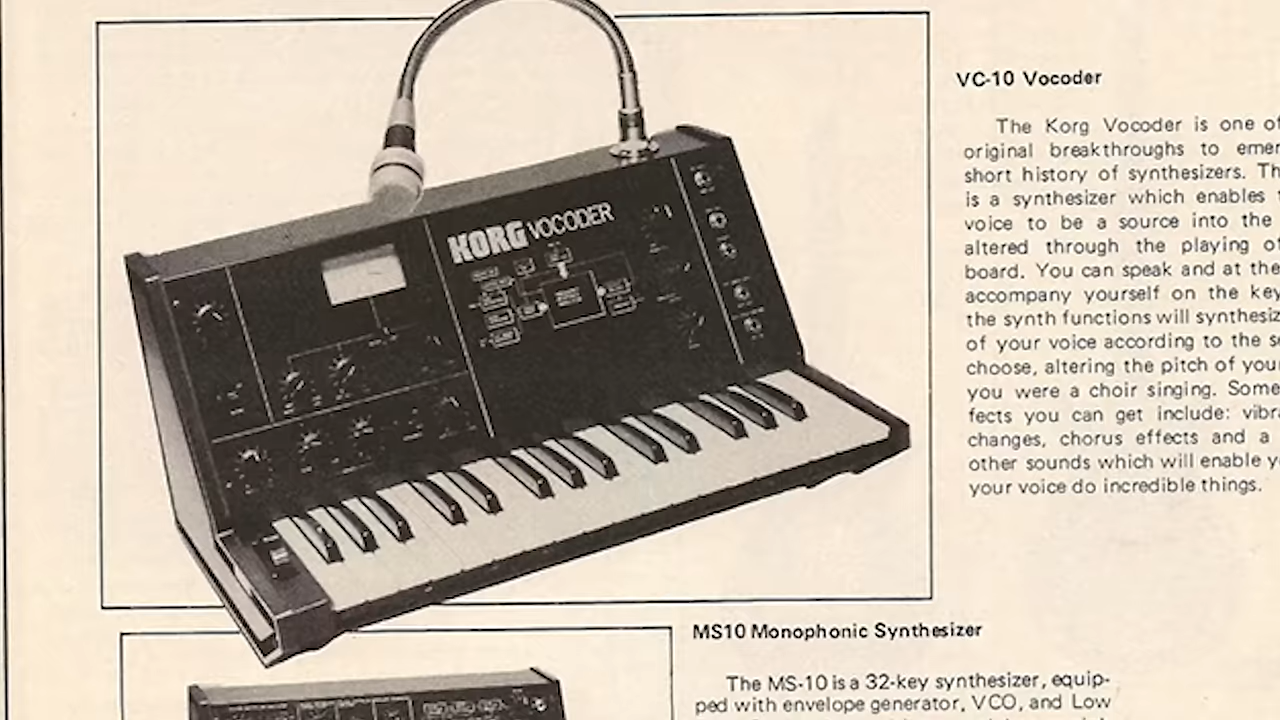 KORG VOCODER
VC-10 Vocoder
The Korg Vocoder is one of
original breakthroughs to emer
short history of synthesizers. Th
is a synthesizer which enables
voice to be a source into the
altered through the playing of
board. You can speak and at the
accompany yourself on the key
the synth functions will synthesiz
of your voice according to the s
choose, altering the pitch of your
you were a choir singing. Some
fects you can get include: vibra
changes, chorus effects and a
other sounds which will enable y
your voice do incredible things.
MS10 Monophonic Synthesizer
The MS-10 is a 32-key synthesizer, equip-
ped with envelope generator, VCO, and Low